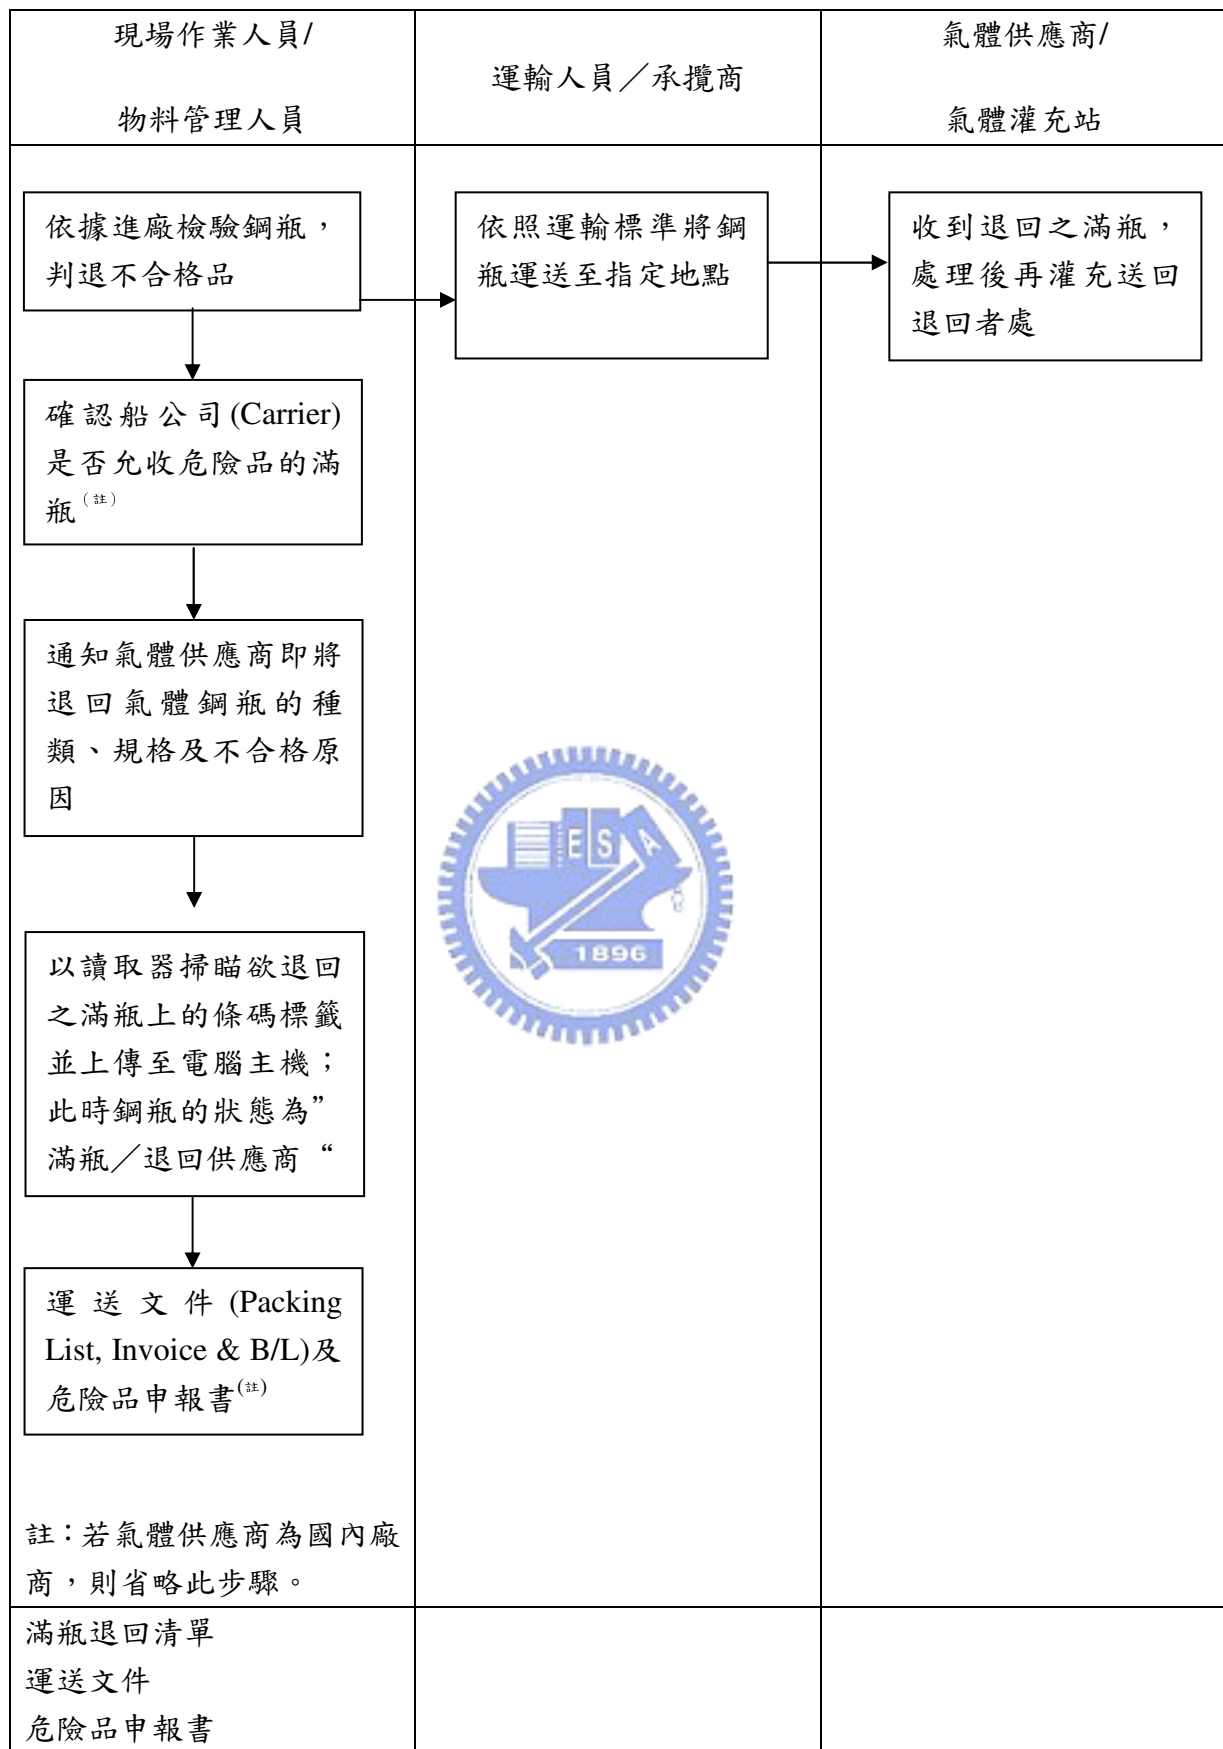 現場作業人員/
物料管理人員
運輸人員／承攬商
氣體供應商/
氣體灌充站
依據進廠檢驗鋼瓶，
判退不合格品
確認船公司(Carrier)
是否允收危險品的滿
瓶(註)
通知氣體供應商即將
退回氣體鋼瓶的種
類、規格及不合格原
因
以讀取器掃瞄欲退回
之滿瓶上的條碼標籤
並上傳至電腦主機；
此時鋼瓶的狀態為”
滿瓶／退回供應商“
運送文件(Packing
List, Invoice & B/L)及
危險品申報書(註)
註：若氣體供應商為國內廠
商，則省略此步驟。
依照運輸標準將鋼
瓶運送至指定地點
收到退回之滿瓶，
處理後再灌充送回
退回者處
E S A
1896
滿瓶退回清單
運送文件
危險品申報書